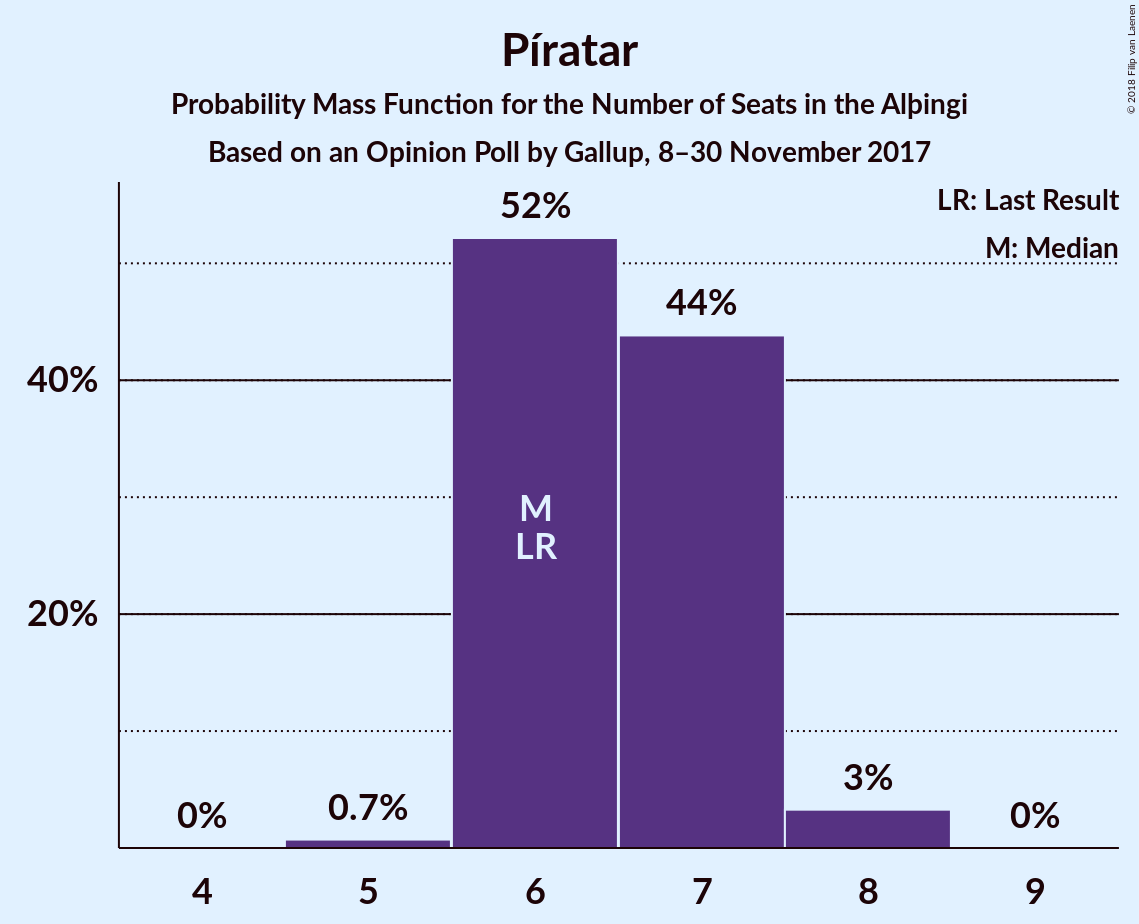 Píratar
Probability Mass Function for the Number of Seats in the Alþingi
Based on an Opinion Poll by Gallup, 8–30 November 2017
© 2018 Filip van Laenen
LR: Last Result
M: Median
52%
44%
40%
M
LR
20%
0%
0.7%
3%
0%
4
5
6
7
8
9